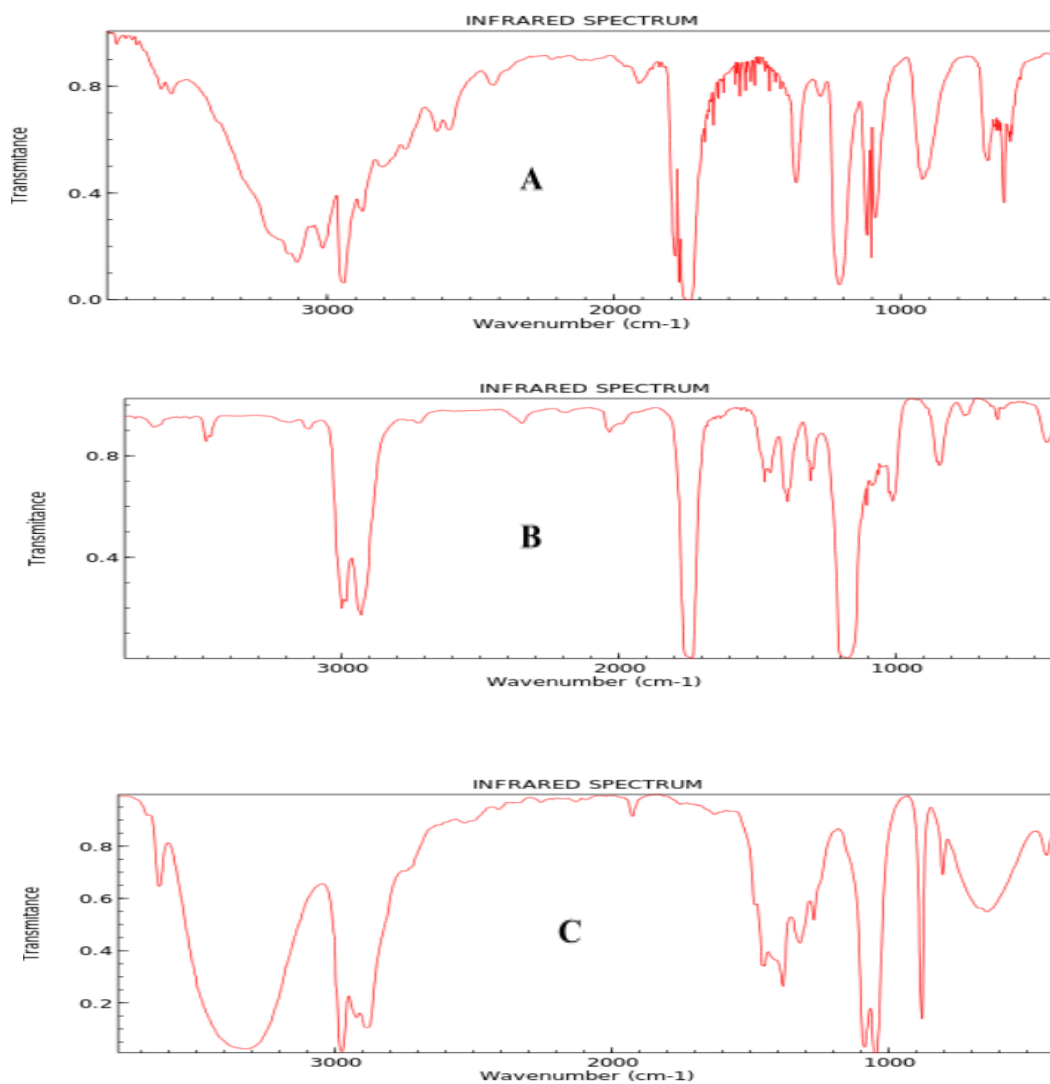 INFRARED SPECTRUM
0.8
Transmitance
A
0.4
0.0
3000 2000 1000
Wavenumber (cm-1)
INFRARED SPECTRUM
0.8
Transmitance
B
0.4
3000 2000 1000
Wavenumber (cm-1)
INFRARED SPECTRUM
0.8
0.6
Transmitance
C
0.4
0.2
3000 2000 1000
Wavenumber (cm-1)